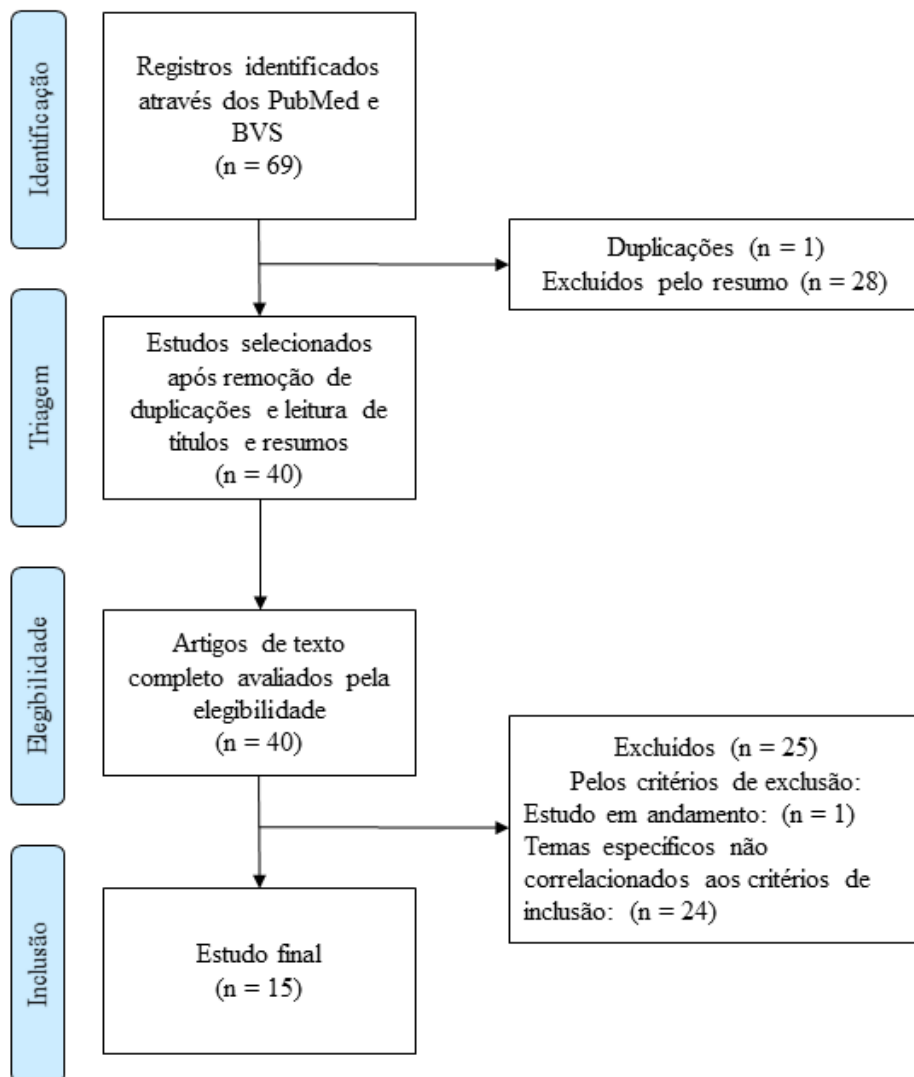 Identificação
Registros identificados
através dos PubMed e
BVS
(n = 69)
Duplicações (n = 1)
Excluídos pelo resumo (n = 28)
Triagem
Estudos selecionados
após remoção de
duplicações e leitura de
títulos e resumos
(n = 40)
Elegibilidade
Artigos de texto
completo avaliados pela
elegibilidade
(n = 40)
Excluídos (n = 25)
Pelos critérios de exclusão:
Estudo em andamento: (n = 1)
Temas específicos não
correlacionados aos critérios de
inclusão: (n = 24)
Inclusão
Estudo final
(n = 15)